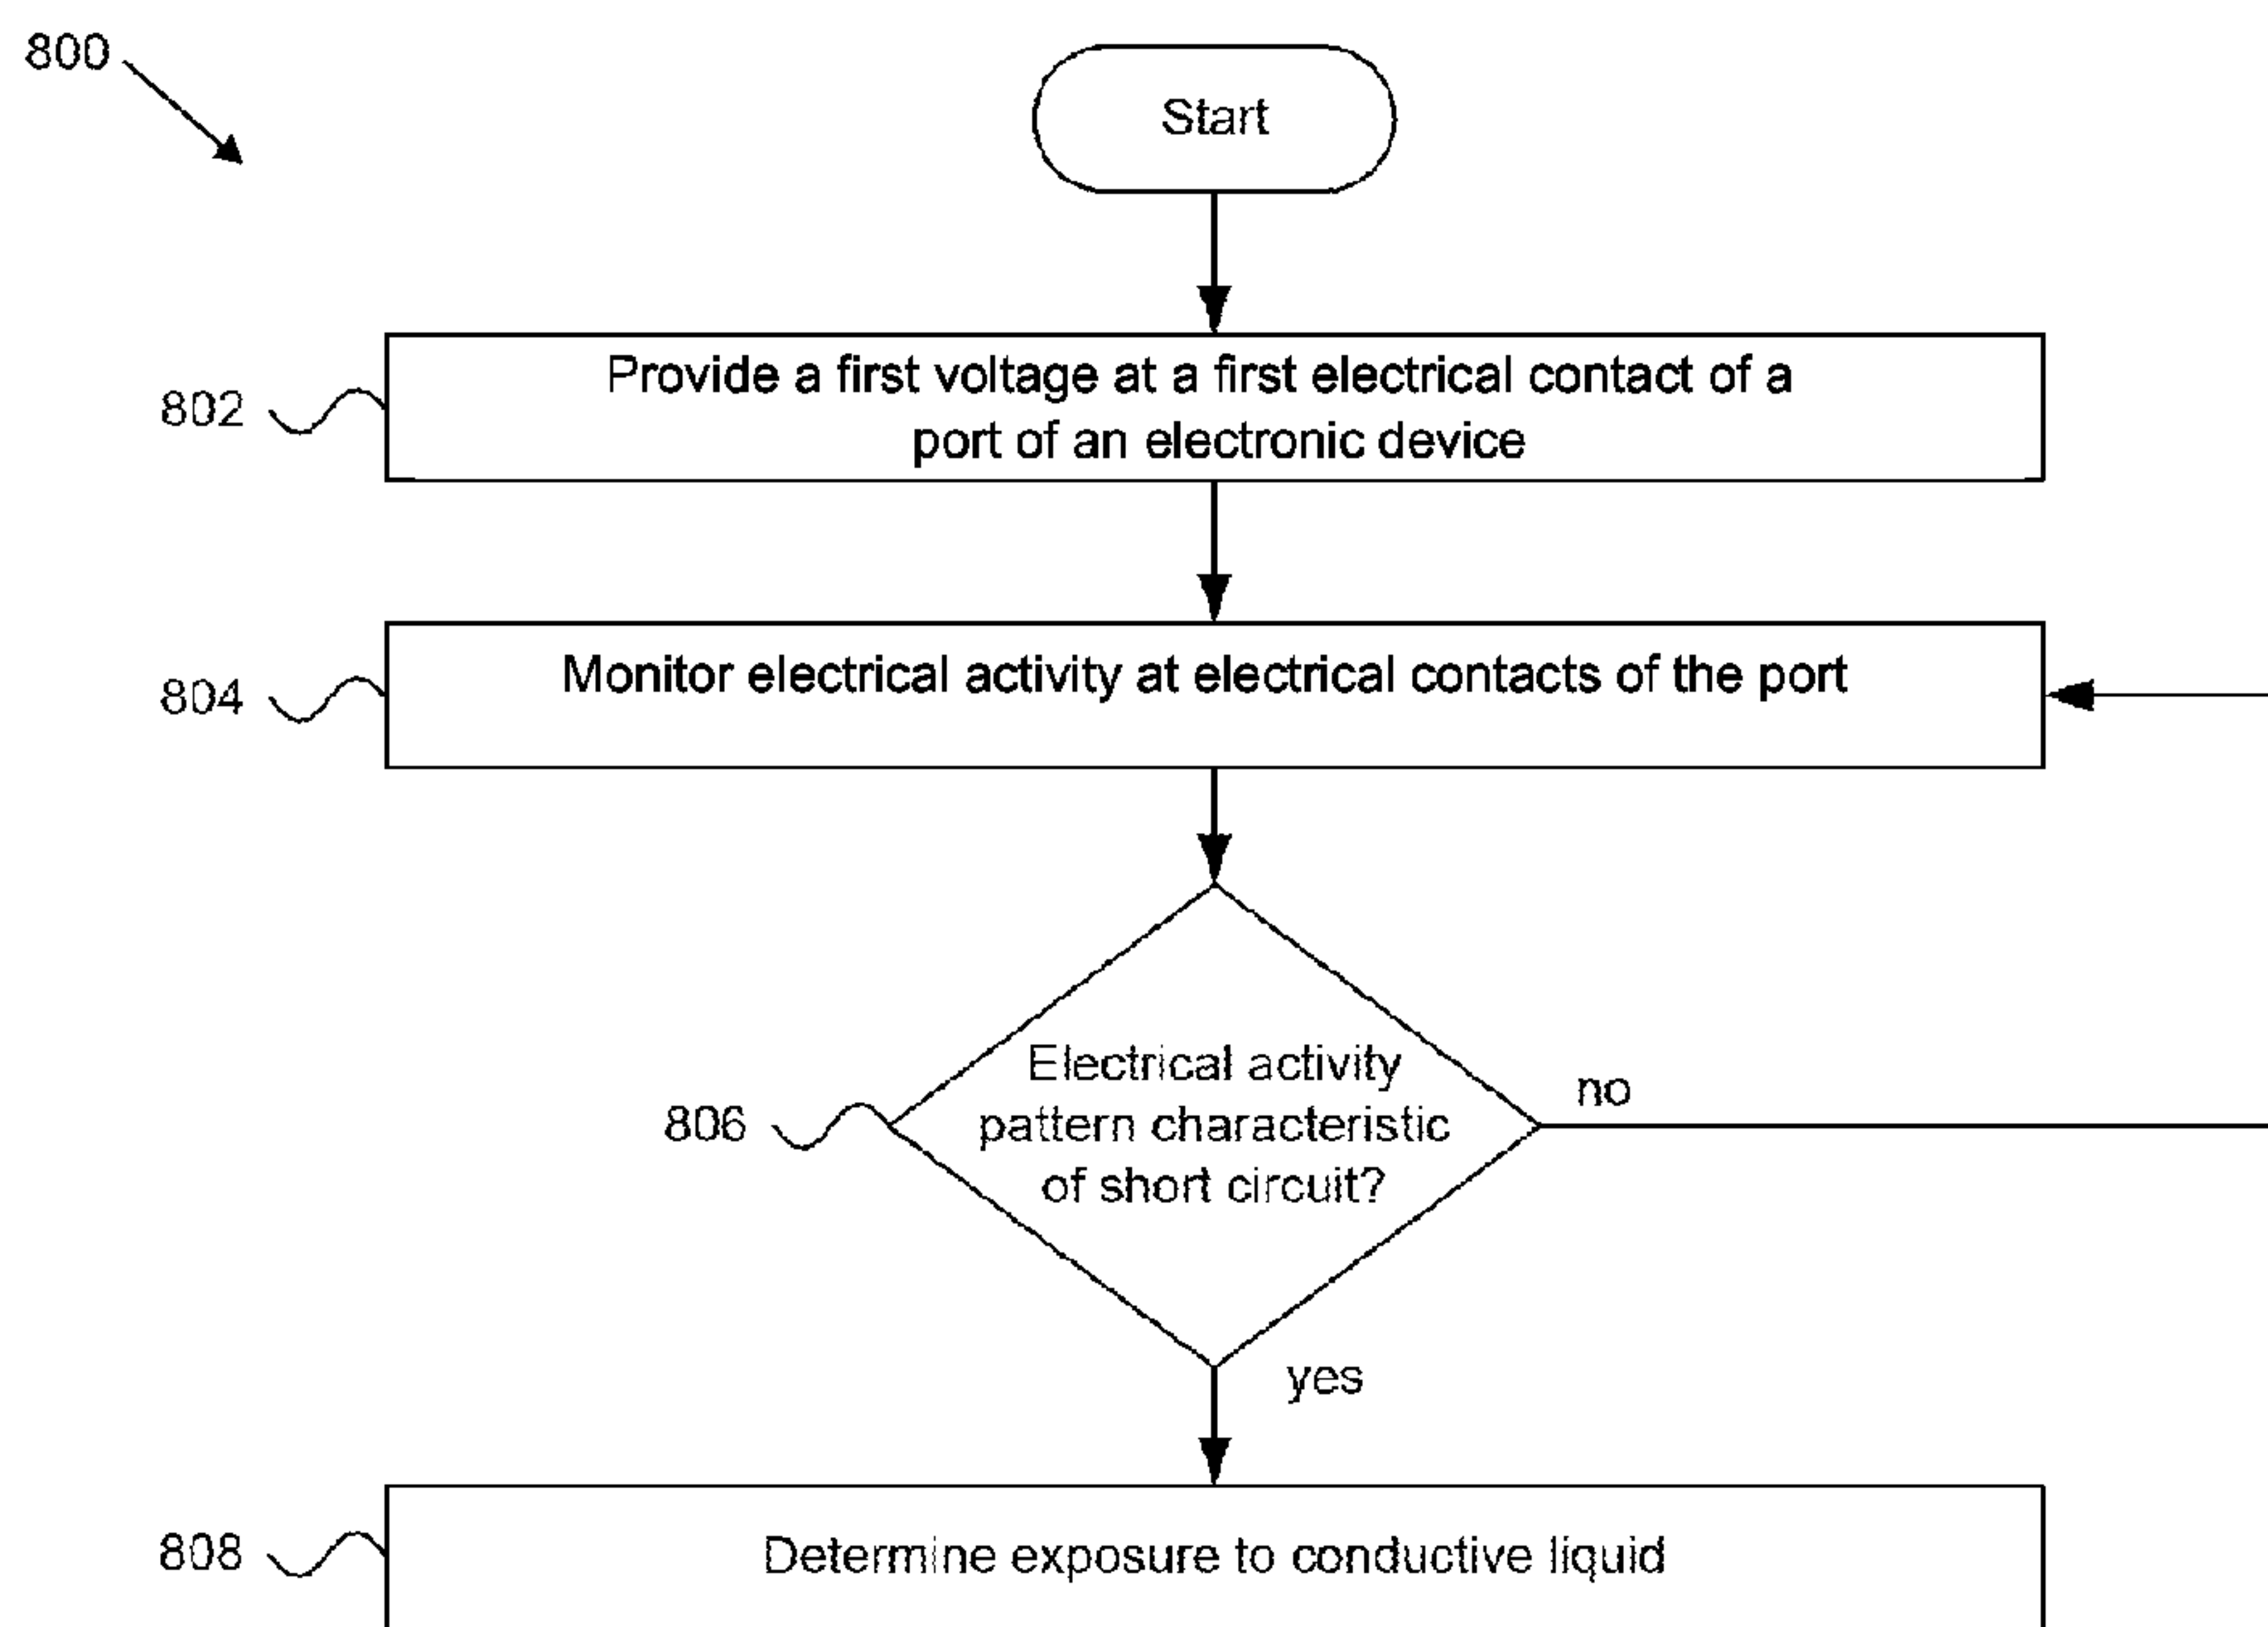 800
Start
802
Provide a first voltage at a first electrical contact of a
port of an electronic device
804
Monitor electrical activity at electrical contacts of the port
806
Electrical activity
pattern characteristic
of short circuit?
no
yes
808
Determine exposure to conductive liquid